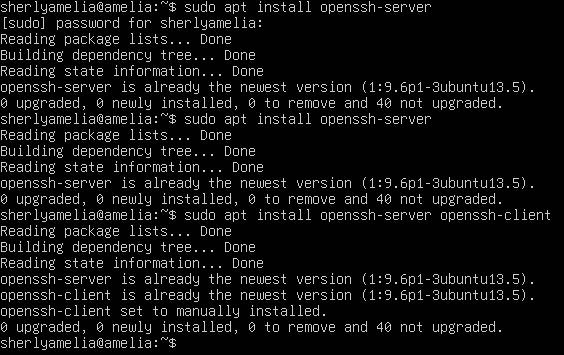 sherlyamelia@amelia:~$ sudo apt install openssh-server
[sudo] password for sherlyamelia:
Reading package lists... Done
Building dependency tree... Done
Reading state information... Done
openssh-server is already the newest version (1:9.6p1-3ubuntu13.5).
0 upgraded, 0 newly installed, 0 to remove and 40 not upgraded.
sherlyamelia@amelia:~$ sudo apt install openssh-server
Reading package lists... Done
Building dependency tree... Done
Reading state information... Done
openssh-server is already the newest version (1:9.6p1-3ubuntu13.5).
0 upgraded, 0 newly installed, 0 to remove and 40 not upgraded.
sherlyamelia@amelia:~$ sudo apt install openssh-server openssh-client
Reading package lists... Done
Building dependency tree... Done
Reading state information... Done
openssh-server is already the newest version (1:9.6p1-3ubuntu13.5).
openssh-client is already the newest version (1:9.6p1-3ubuntu13.5).
openssh-client set to manually installed.
0 upgraded, 0 newly installed, 0 to remove and 40 not upgraded.
sherlyamelia@amelia:~$